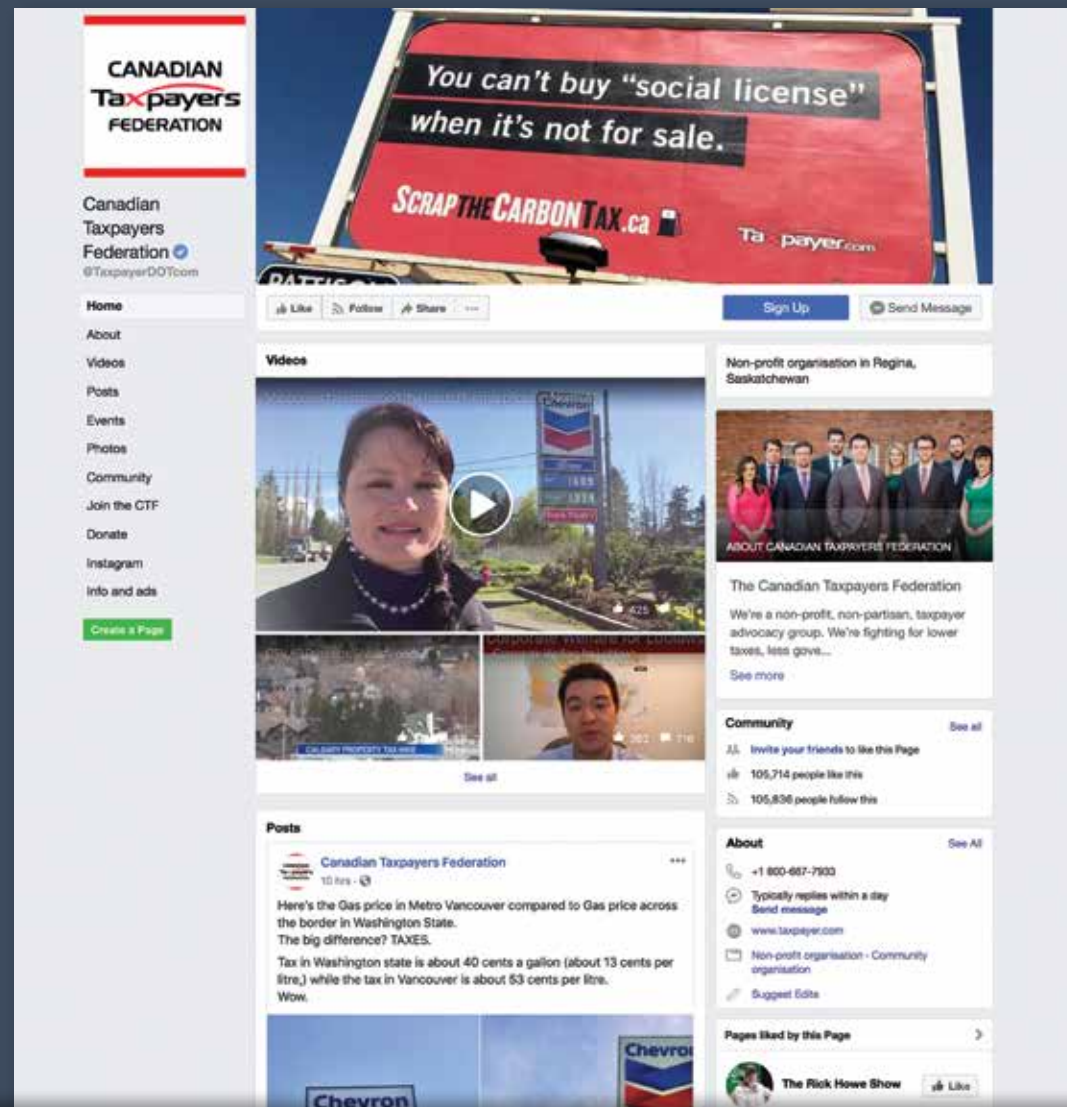 CANADIAN
Taxpayers
FEDERATION
Canadian
Taxpayers
Federation
@TaxpayerDOTcom
Home
About
Videos
Posts
Events
Photos
Community
Join the CTF
Donate
Instagram
Info and ads
Create a Page
You can't buy "social license"
when it's not for sale.
SCRAPTHECARBONTAX.ca
Ta payer.com
PATTISON
Like Follow Share ...
Sign Up Send Message
Videos
Chevron
425
CALGARY PROPERTY TAX HIKE
See all
Posts
Canadian Taxpayers Federation
10 hrs
Here's the Gas price in Metro Vancouver compared to Gas price across
the border in Washington State.
The big difference? TAXES.
Tax in Washington state is about 40 cents a gallon (about 13 cents per
litre,) while the tax in Vancouver is about 53 cents per litre.
Wow.
Chevron
Chevron
Non-profit organisation in Regina,
Saskatchewan
ABOUT CANADIAN TAXPAYERS FEDERATION
The Canadian Taxpayers Federation
We're a non-profit, non-partisan, taxpayer
advocacy group. We're fighting for lower
taxes, less gove...
See more
Community See all
Invite your friends to like this Page
105,714 people like this
105,836 people follow this
About See All
+1 800-667-7933
Typically replies within a day
Send message
www.taxpayer.com
Non-profit organisation - Community
organisation
Suggest Edits
Pages liked by this Page
The Rick Howe Show Like